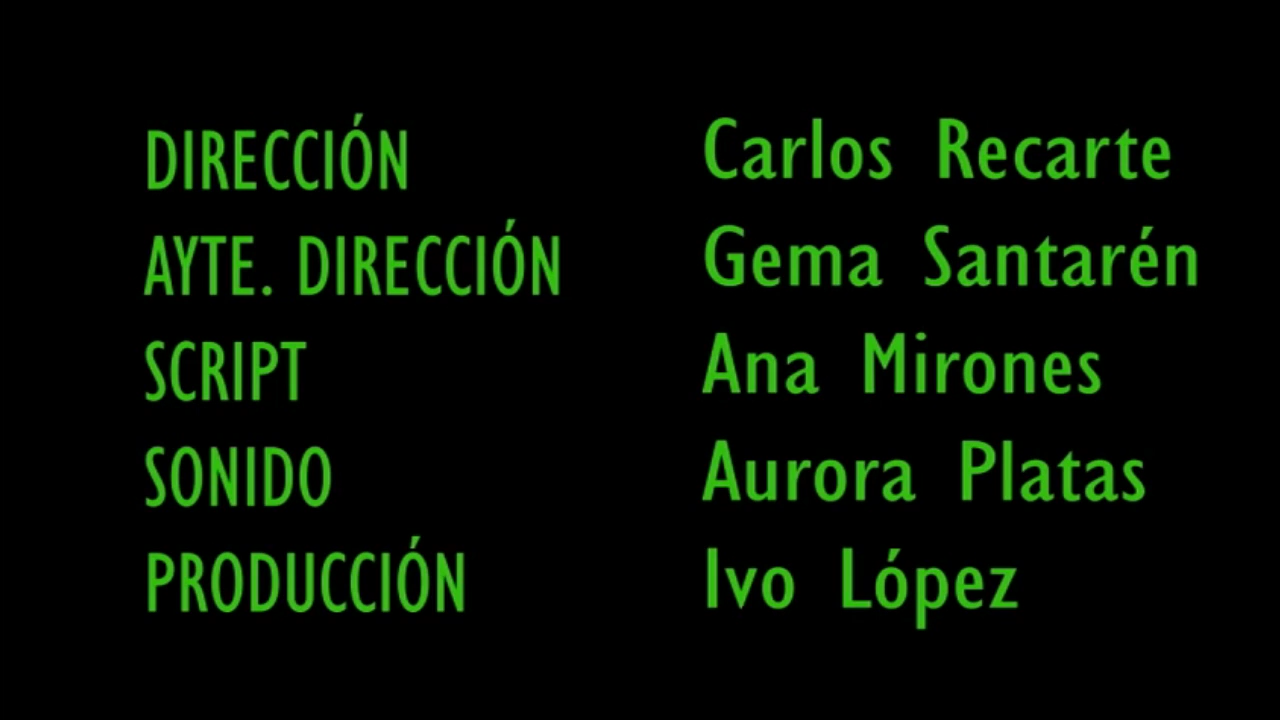 DIRECCIÓN Carlos Recarte
AYTE. DIRECCIÓN Gema Santarén
SCRIPT Ana Mirones
SONIDO Aurora Platas
PRODUCCIÓN Ivo López